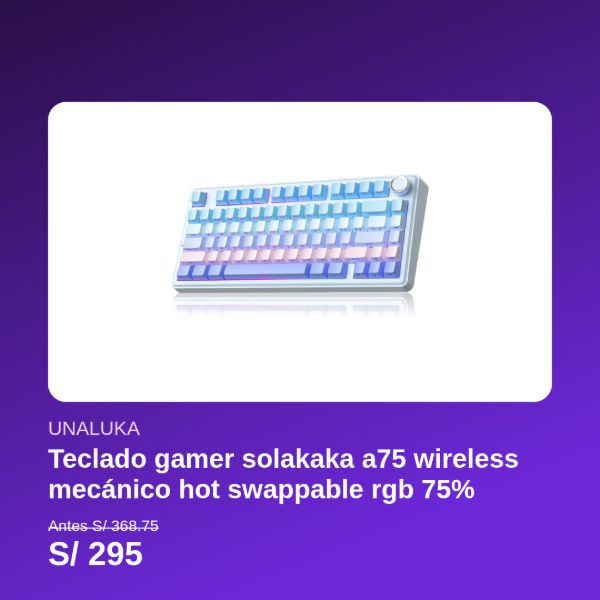 UNALUKA
Teclado gamer solakaka a75 wireless
mecánico hot swappable rgb 75%
Antes S/ 368.75
S/ 295